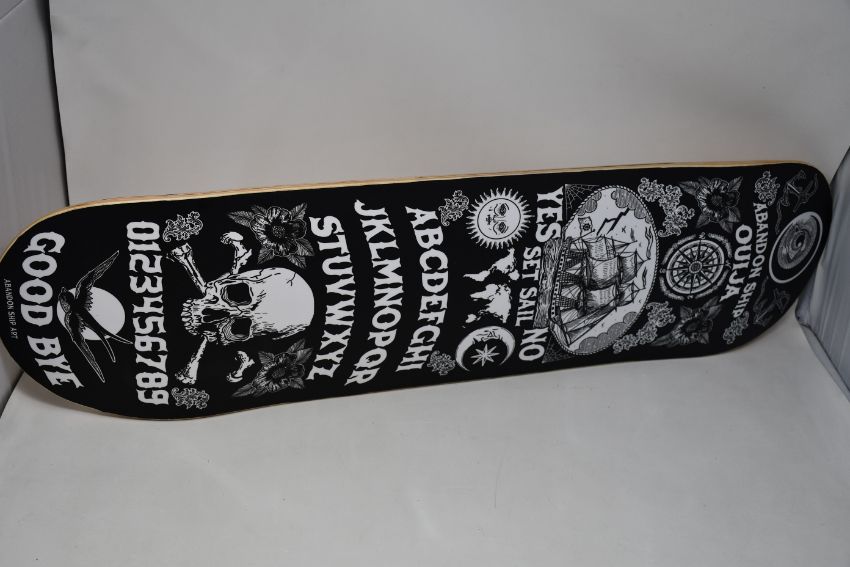 ABANDON SHIP
OUIJA
YES
SET SAIL
NO
ABCDEFGHI
JKLMNOPQR
STUVWXYZ
0123456789
GOOD BYE
ABANDON SHIP ART